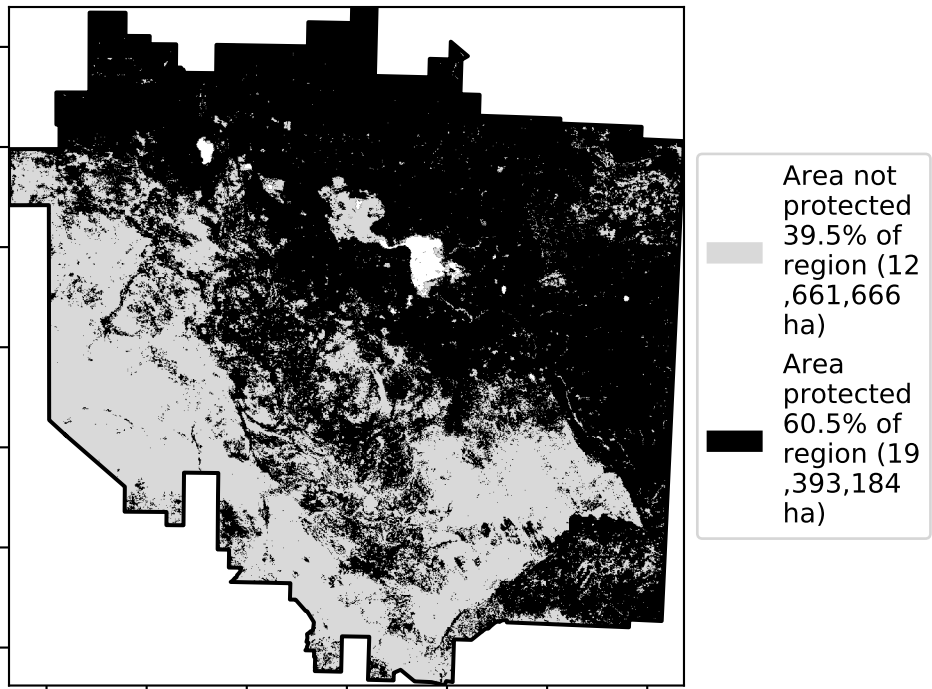 Area not
protected
39.5% of
region (12
,661,666
ha)
Area
protected
60.5% of
region (19
,393,184
ha)